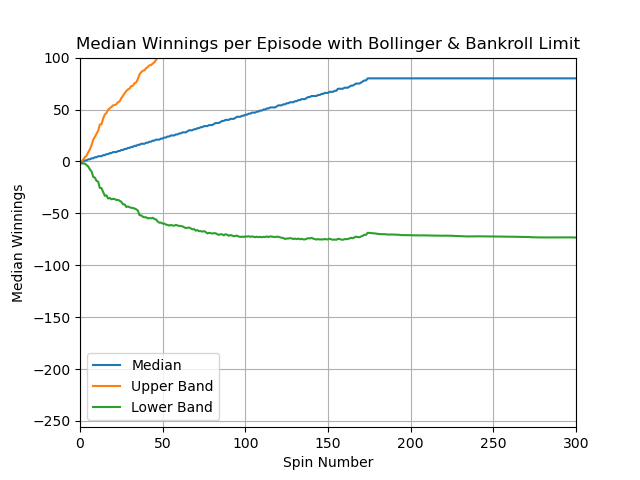 Median Winnings per Episode with Bollinger & Bankroll Limit
100
50
0
−50
−100
−150
−200
−250
Median Winnings
Median
Upper Band
Lower Band
0 50 100 150 200 250 300
Spin Number